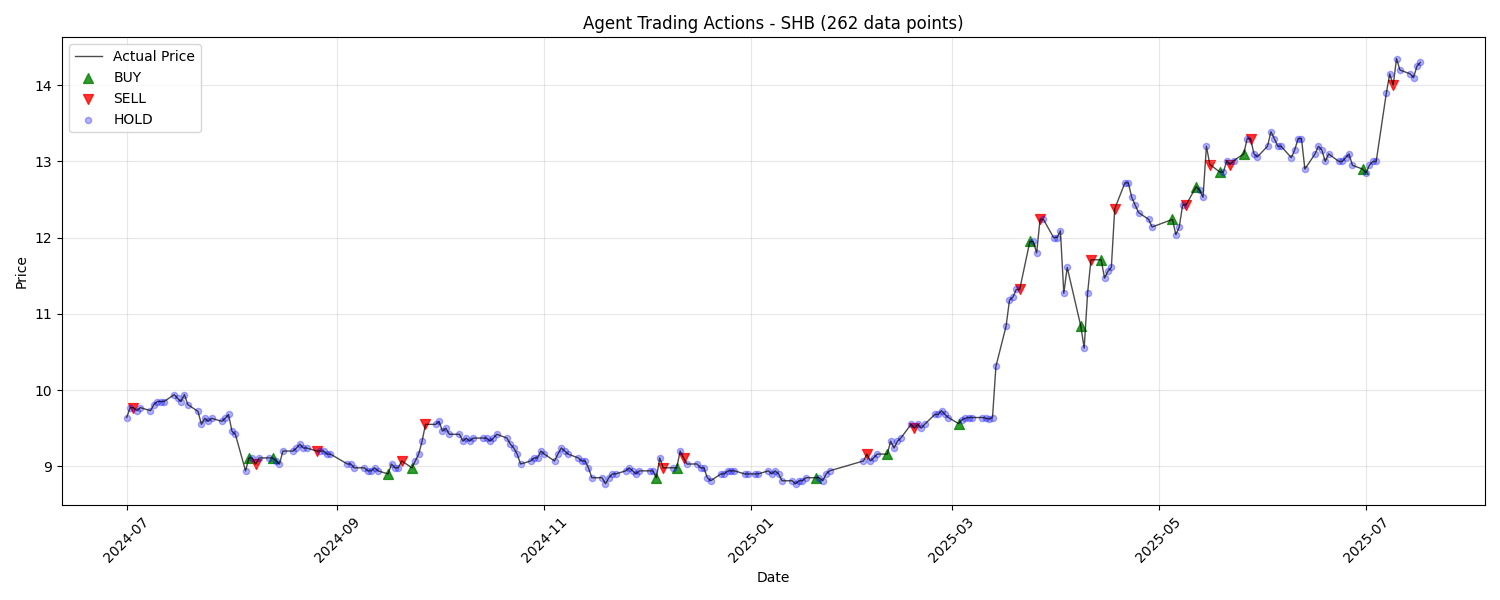 Agent Trading Actions - SHB (262 data points)
Actual Price
BUY
SELL
HOLD
Price
14
13
12
11
10
9
2024-07
2024-09
2024-11
2025-01
2025-03
2025-05
2025-07
Date